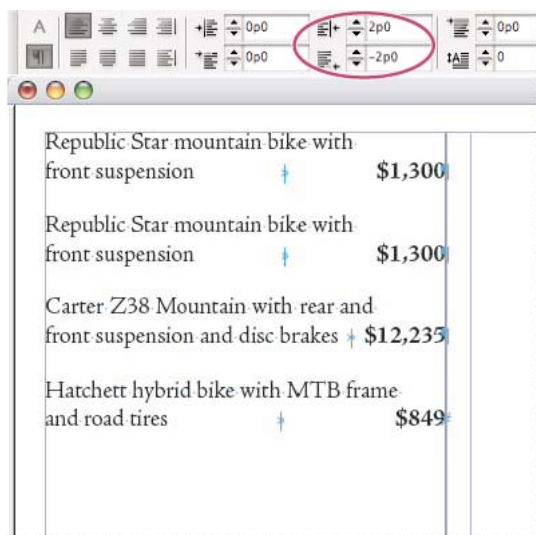 A 0p0 2p0 0p0
¶ 0p0 -2p0 0
Republic Star mountain bike with
front suspension $1,300
Republic Star mountain bike with
front suspension $1,300
Carter Z38 Mountain with rear and
front suspension and disc brakes $12,235
Hatchett hybrid bike with MTB frame
and road tires $849